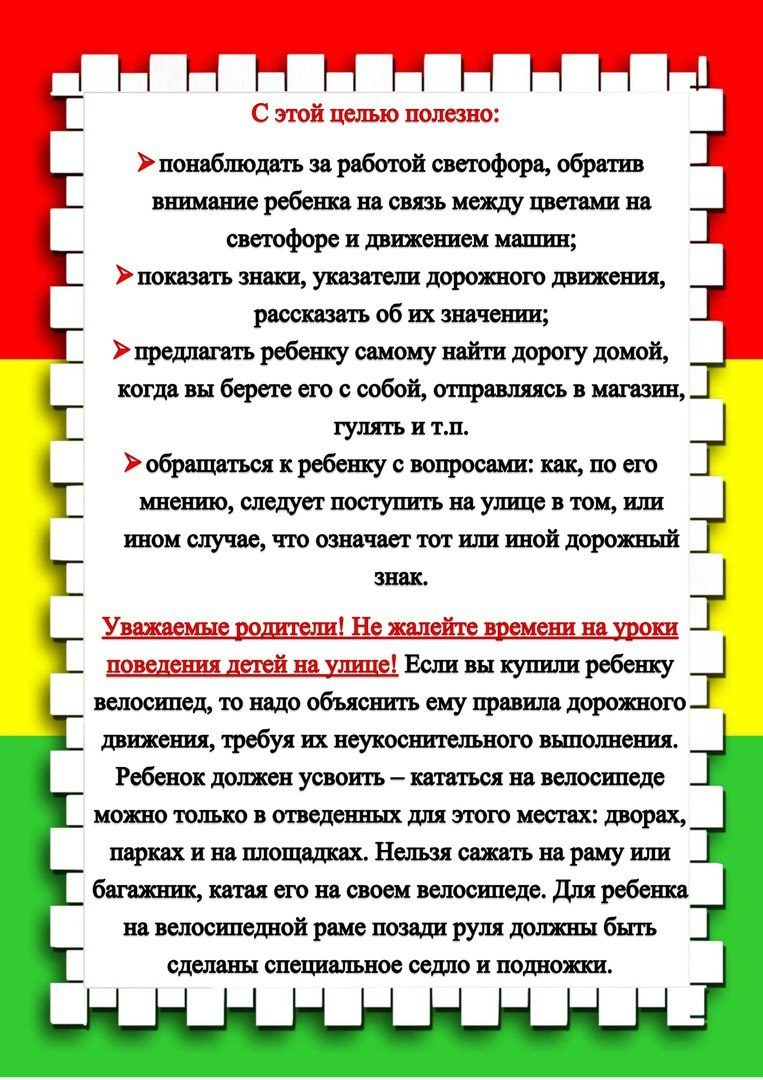 С этой целью полезно:
➢понаблюдать за работой светофора, обратив
внимание ребенка на связь между цветами на
светофоре и движением машин;
➢показать знаки, указатели дорожного движения,
рассказать об их значении;
➢предлагать ребенку самому найти дорогу домой,
когда вы берете его с собой, отправляясь в магазин,
гулять и т.п.
➢обращаться к ребенку с вопросами: как, по его
мнению, следует поступить на улице в том, или
ином случае, что означает тот или иной дорожный
знак.
Уважаемые родители! Не жалейте времени на уроки
поведения детей на улице! Если вы купили ребенку
велосипед, то надо объяснить ему правила дорожного
движения, требуя их неукоснительного выполнения.
Ребенок должен усвоить – кататься на велосипеде
можно только в отведенных для этого местах: дворах,
парках и на площадках. Нельзя сажать на раму или
багажник, катая его на своем велосипеде. Для ребенка
на велосипедной раме позади руля должны быть
сделаны специальное седло и подножки.